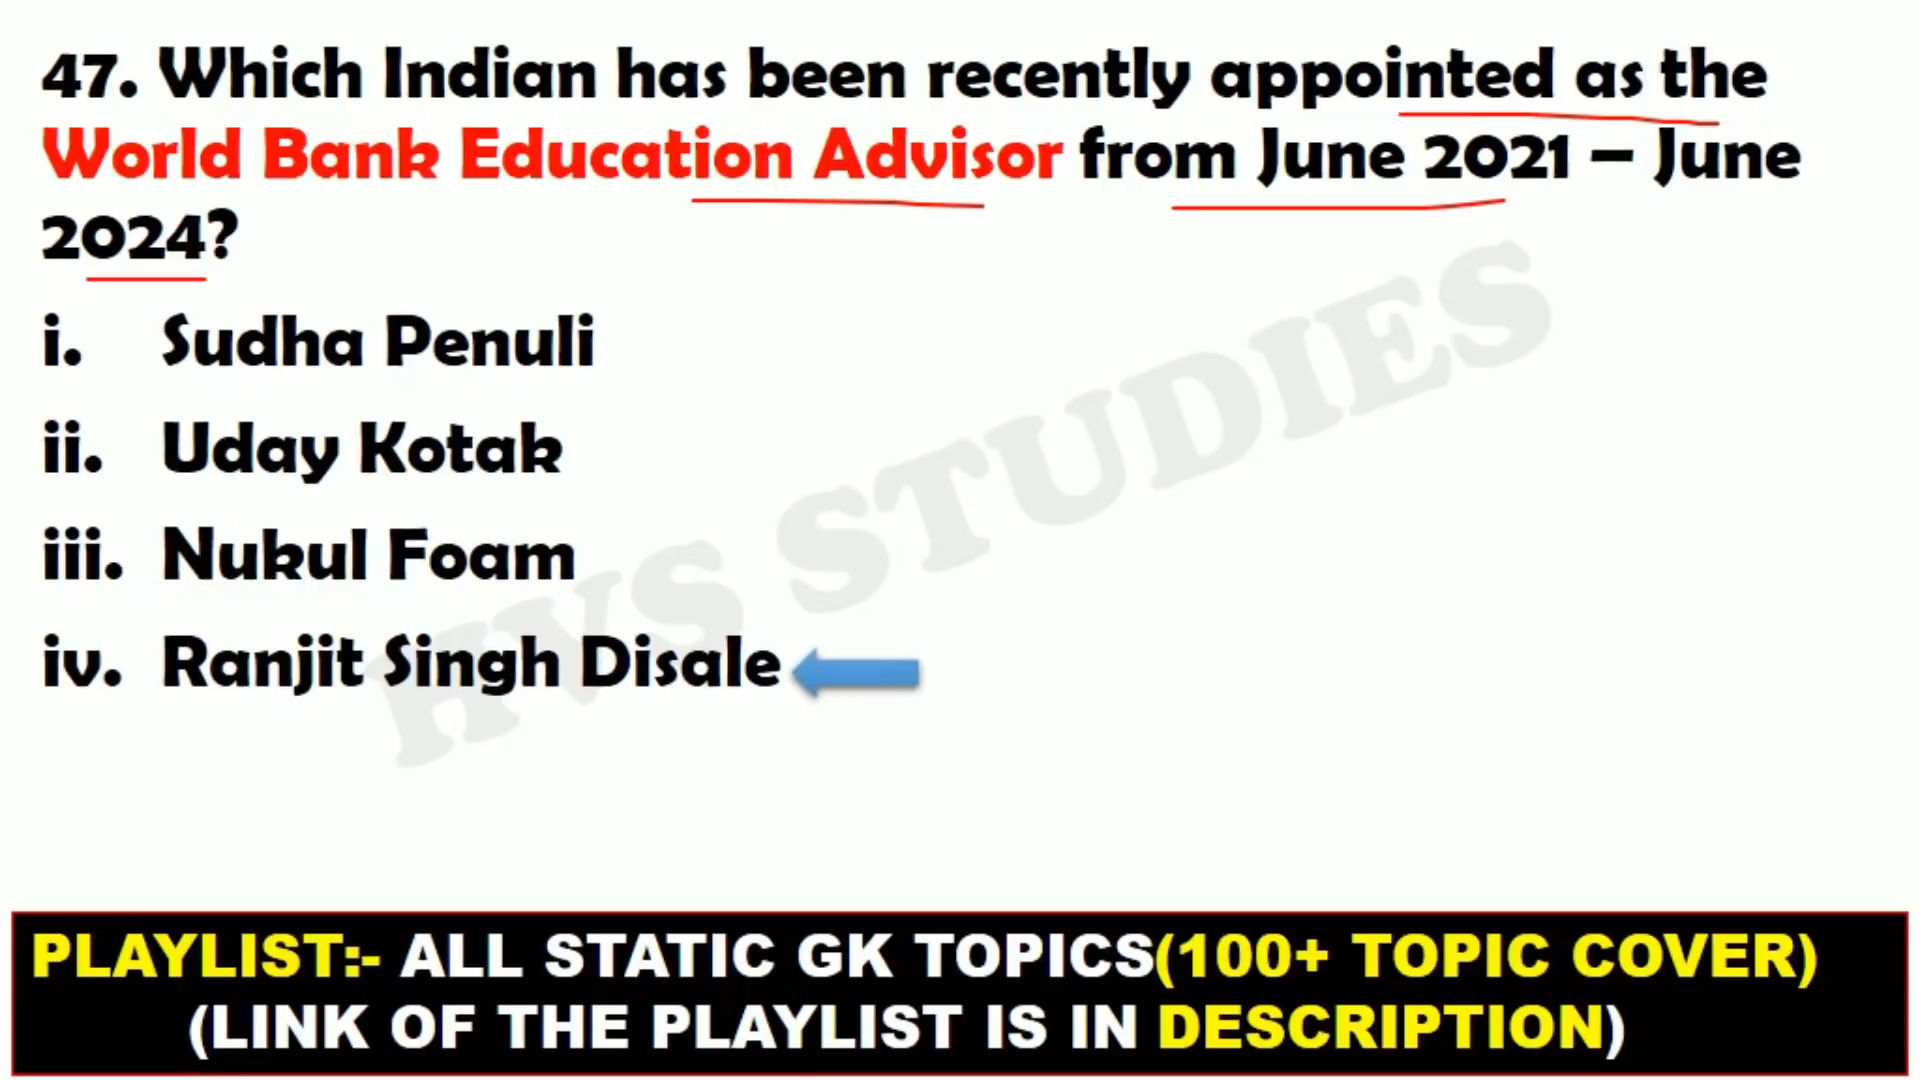 47. Which Indian has been recently appointed as the
World Bank Education Advisor from June 2021 – June
2024?
i. Sudha Penuli
ii. Uday Kotak
iii. Nukul Foam
iv. Ranjit Singh Disale
HVS STUDIES
PLAYLIST:- ALL STATIC GK TOPICS(100+ TOPIC COVER)
(LINK OF THE PLAYLIST IS IN DESCRIPTION)